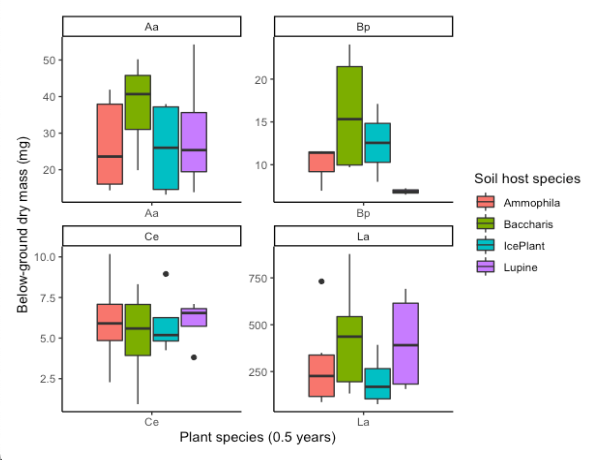 Aa
Bp
50
40
30
20
20
15
10
Aa
Bp
Ce
La
10.0
7.5
5.0
2.5
750
500
250
Ce
La
Below-ground dry mass (mg)
Plant species (0.5 years)
Soil host species
Ammophila
Baccharis
IcePlant
Lupine